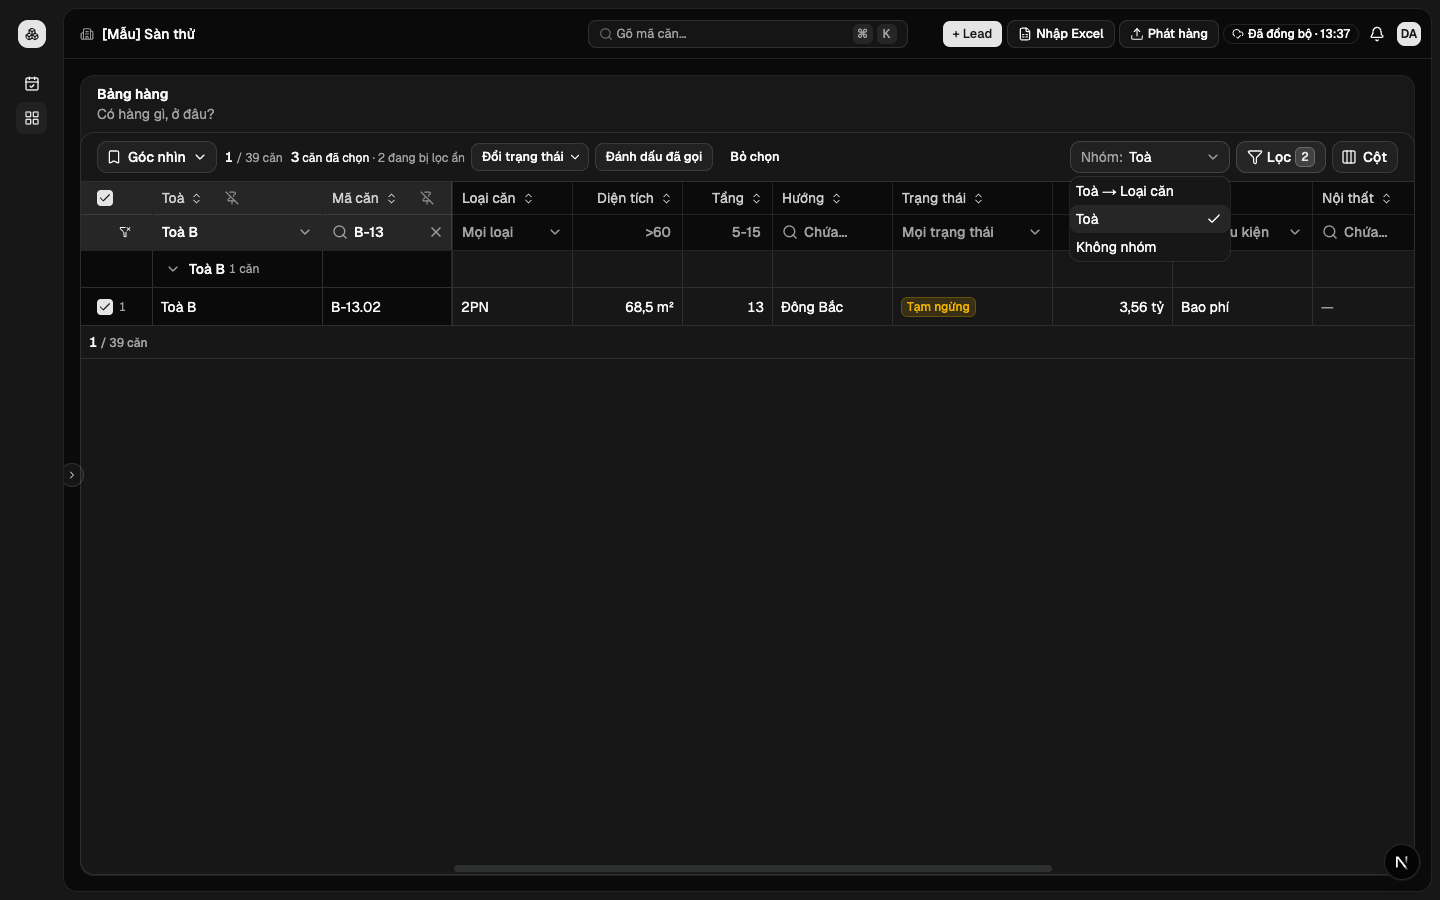 [Mẫu] Sàn thử
Gõ mã căn...
⌘ K
+ Lead
Nhập Excel
Phát hàng
Đã đồng bộ · 13:37
DA
Bảng hàng
Có hàng gì, ở đâu?
Góc nhìn
1 / 39 căn
3 căn đã chọn · 2 đang bị lọc ẩn
Đổi trạng thái
Đánh dấu đã gọi
Bỏ chọn
Nhóm: Toà
Lọc 2
Cột
Toà → Loại căn
Toà
Không nhóm
Toà
Mã căn
Loại căn
Diện tích
Tầng
Hướng
Trạng thái
Nội thất
Toà B
B-13
Mọi loại
>60
5-15
Chứa...
Mọi trạng thái
kiện
Chứa...
Toà B 1 căn
1
Toà B
B-13.02
2PN
68,5 m²
13
Đông Bắc
Tạm ngừng
3,56 tỷ
Bao phí
—
1 / 39 căn
N